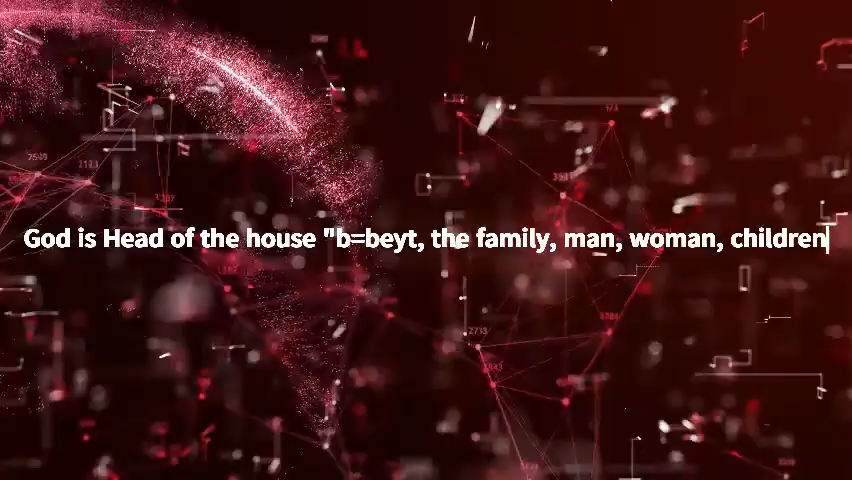 God is Head of the house "b=beyt, the family, man, woman, children